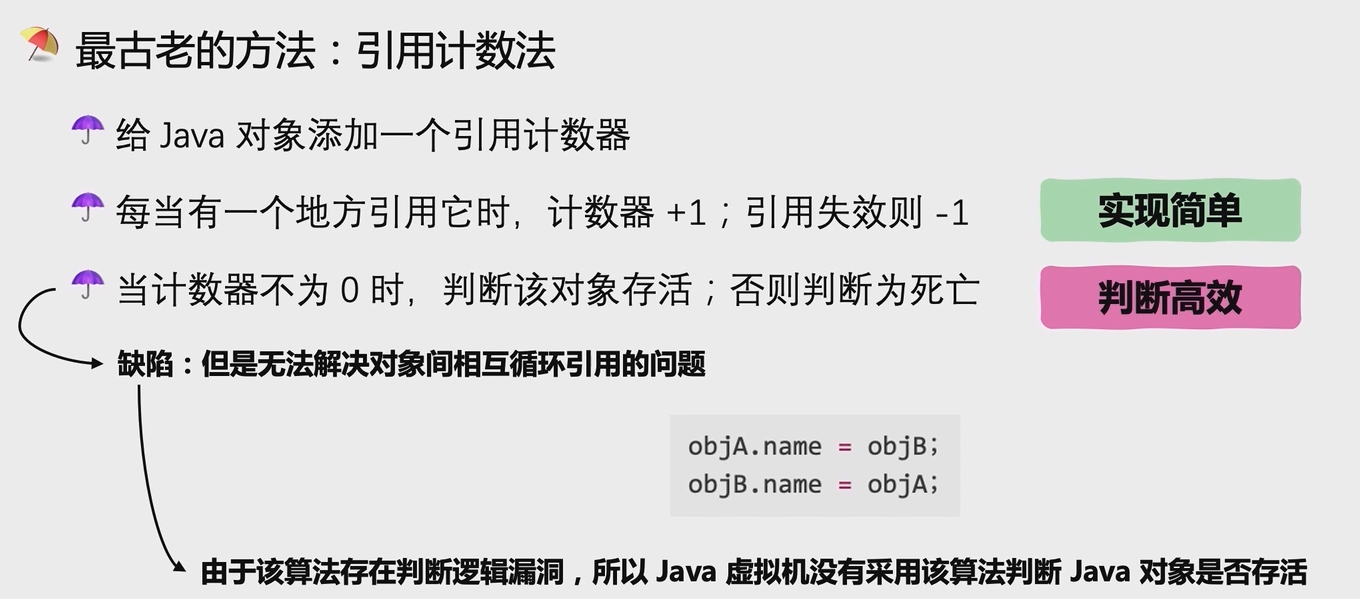 最古老的方法：引用计数法
给 Java 对象添加一个引用计数器
每当有一个地方引用它时，计数器 +1；引用失效则 -1
实现简单
当计数器不为 0 时，判断该对象存活；否则判断为死亡
判断高效
缺陷：但是无法解决对象间相互循环引用的问题
objA.name = objB;
objB.name = objA;
由于该算法存在判断逻辑漏洞，所以 Java 虚拟机没有采用该算法判断 Java 对象是否存活